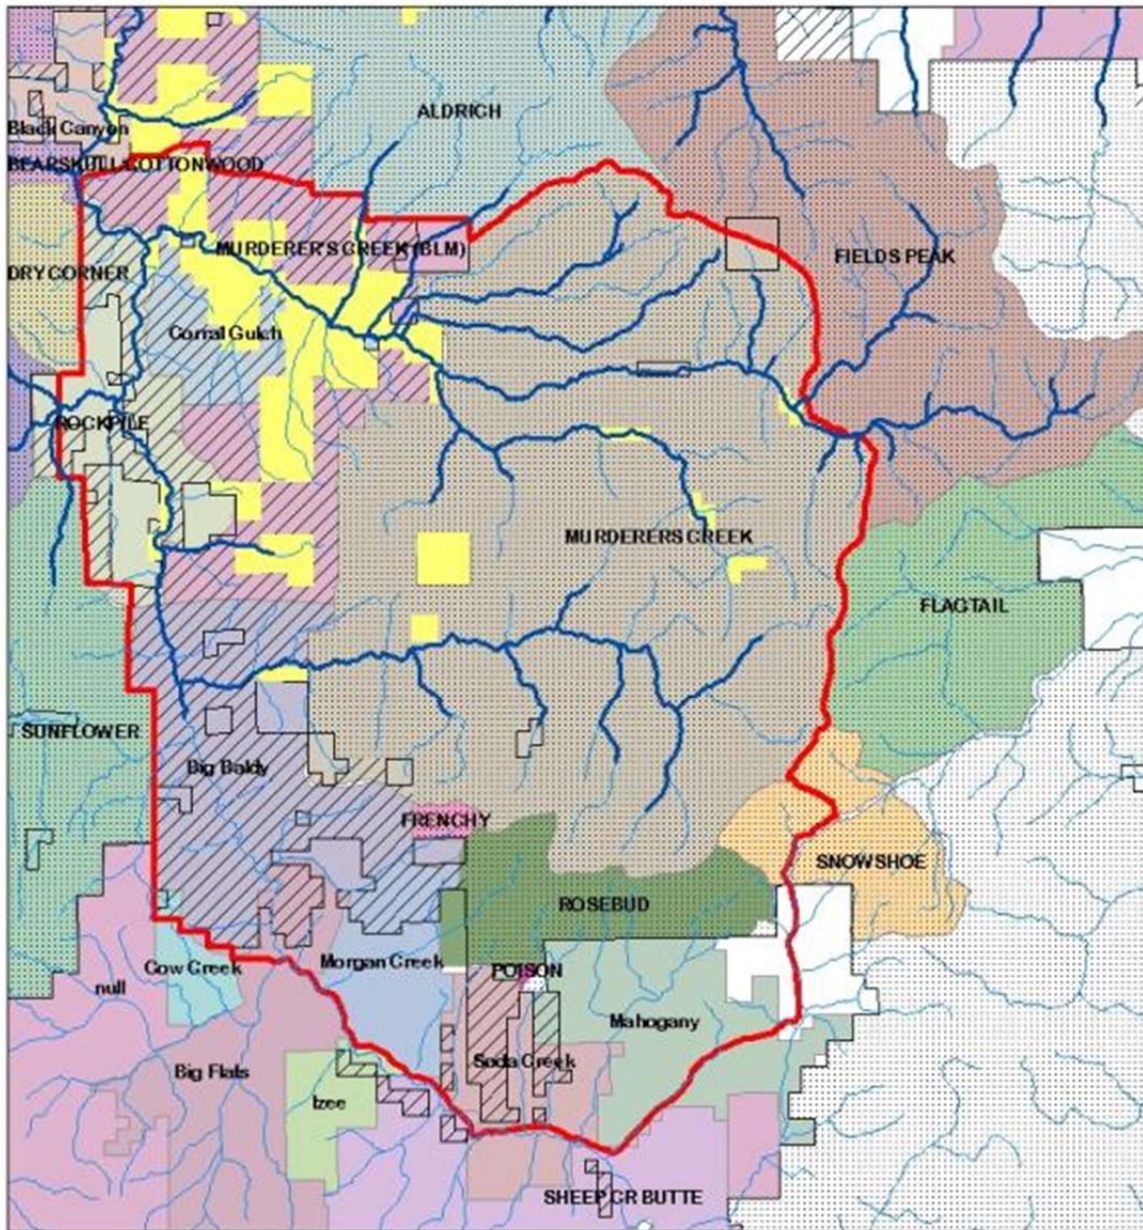 ALDRICH
Black Canyon
BEARSKULL/COTTONWOOD
MURDERER'S CREEK (BLM)
FIELDS PEAK
DRY CORNER
Corral Gulch
ROCKPILE
MURDERERS CREEK
FLAGTAIL
SUNFLOWER
Big Baldy
FRENCHY
SNOWSHOE
ROSEBUD
Cow Creek
Morgan Creek
POISON
null
Mahogany
Soda Creek
Big Flats
Izee
SHEEP CR BUTTE